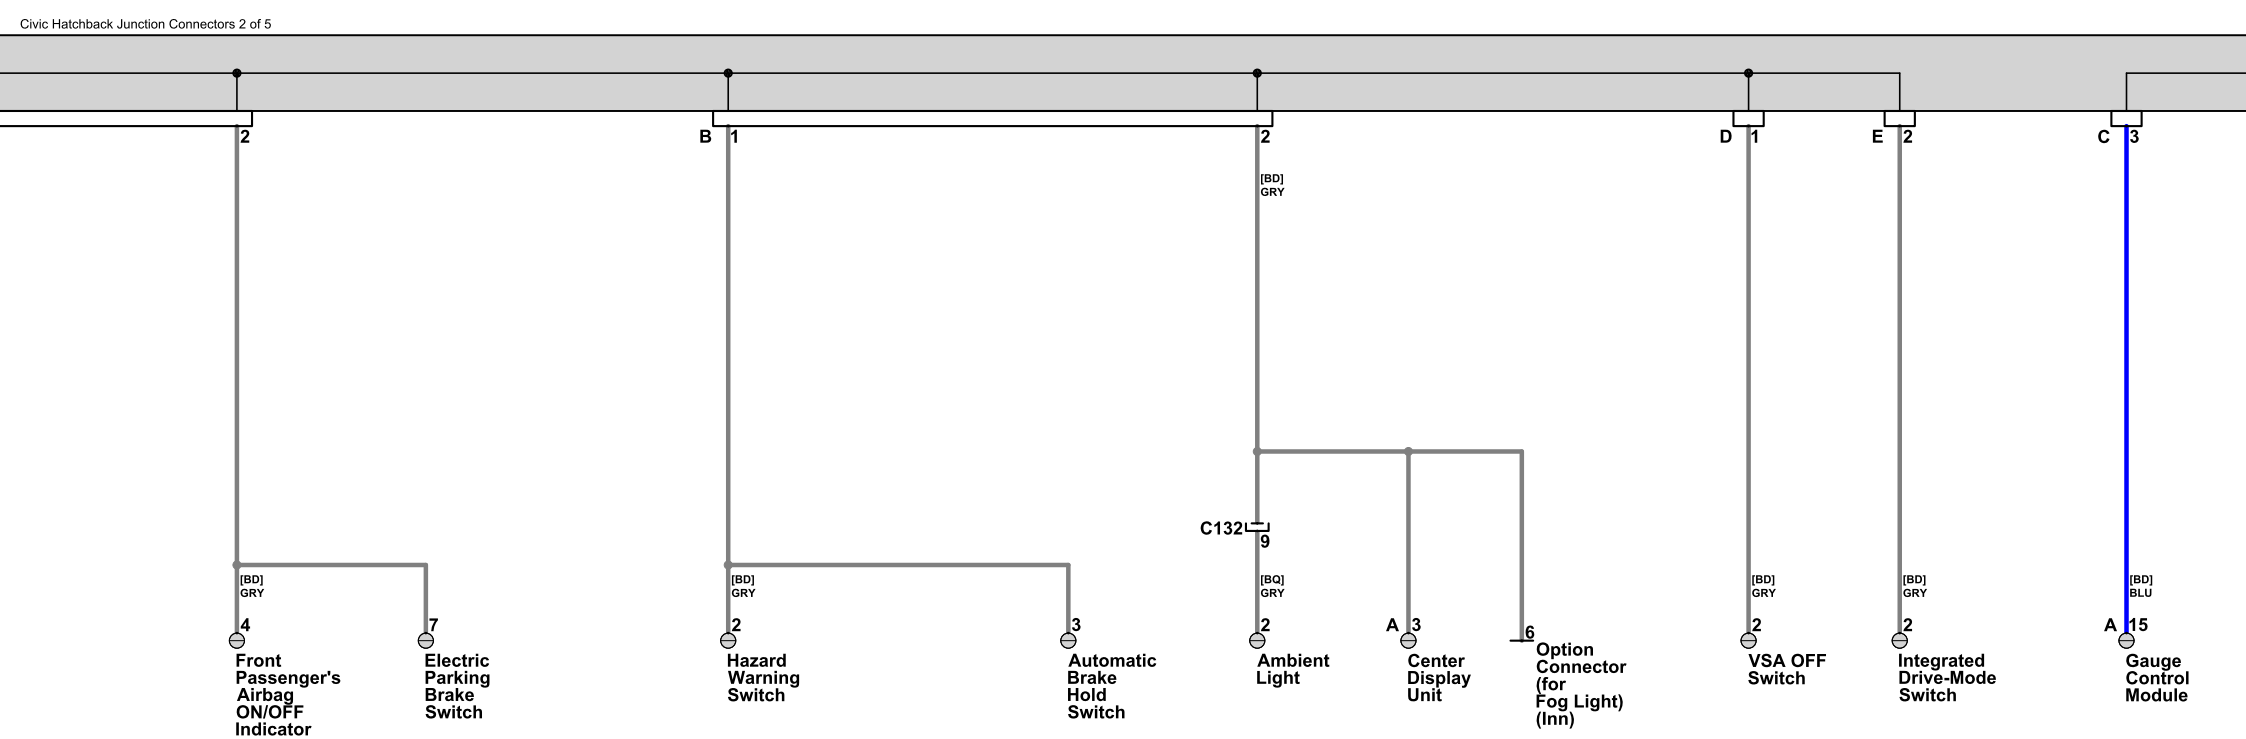 Civic Hatchback Junction Connectors 2 of 5
2
B 1
2
D 1
E 2
C 3
[BD]
GRY
C132
9
[BD]
GRY
[BD]
GRY
[BQ]
GRY
[BD]
GRY
[BD]
GRY
[BD]
BLU
4
7
2
3
2
A 3
6
2
2
A 15
Front
Passenger's
Airbag
ON/OFF
Indicator
Electric
Parking
Brake
Switch
Hazard
Warning
Switch
Automatic
Brake
Hold
Switch
Ambient
Light
Center
Display
Unit
Option
Connector
(for
Fog Light)
(Inn)
VSA OFF
Switch
Integrated
Drive-Mode
Switch
Gauge
Control
Module